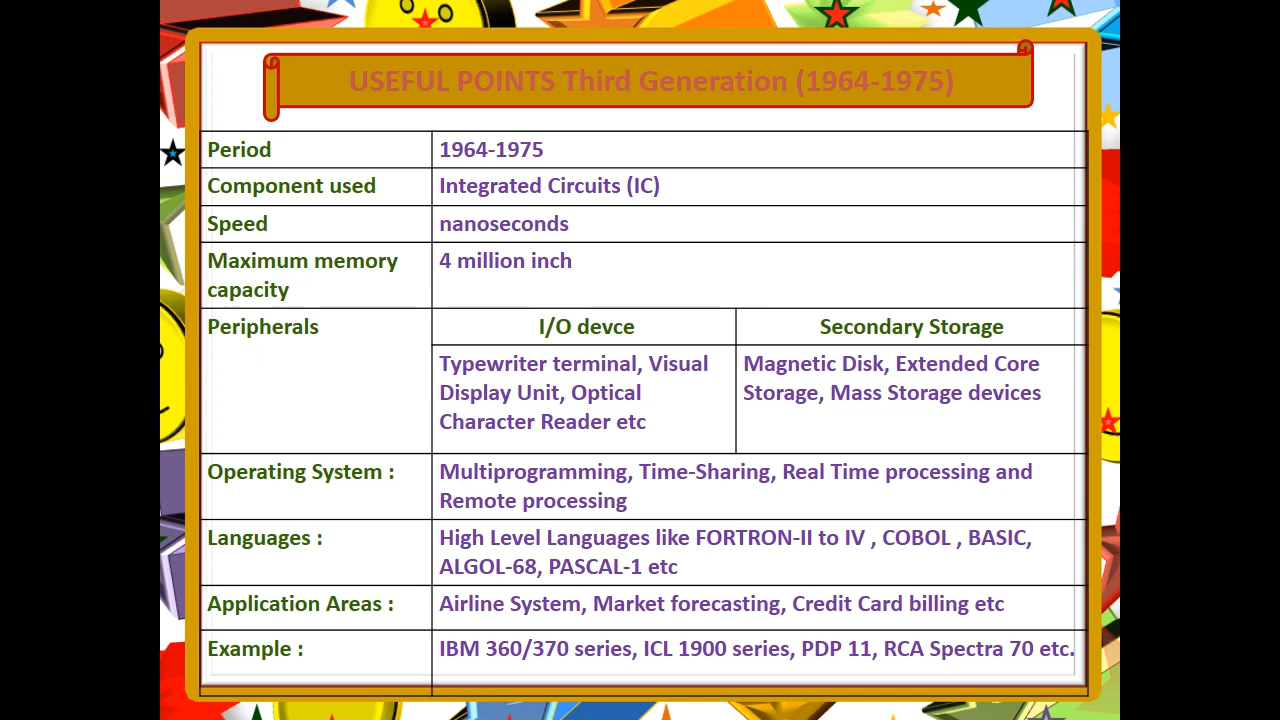 USEFUL POINTS Third Generation (1964-1975)
Period
1964-1975
Component used
Integrated Circuits (IC)
Speed
nanoseconds
Maximum memory
capacity
4 million inch
Peripherals
I/O devce
Secondary Storage
Typewriter terminal, Visual
Display Unit, Optical
Character Reader etc
Magnetic Disk, Extended Core
Storage, Mass Storage devices
Operating System :
Multiprogramming, Time-Sharing, Real Time processing and
Remote processing
Languages :
High Level Languages like FORTRON-II to IV , COBOL , BASIC,
ALGOL-68, PASCAL-1 etc
Application Areas :
Airline System, Market forecasting, Credit Card billing etc
Example :
IBM 360/370 series, ICL 1900 series, PDP 11, RCA Spectra 70 etc.